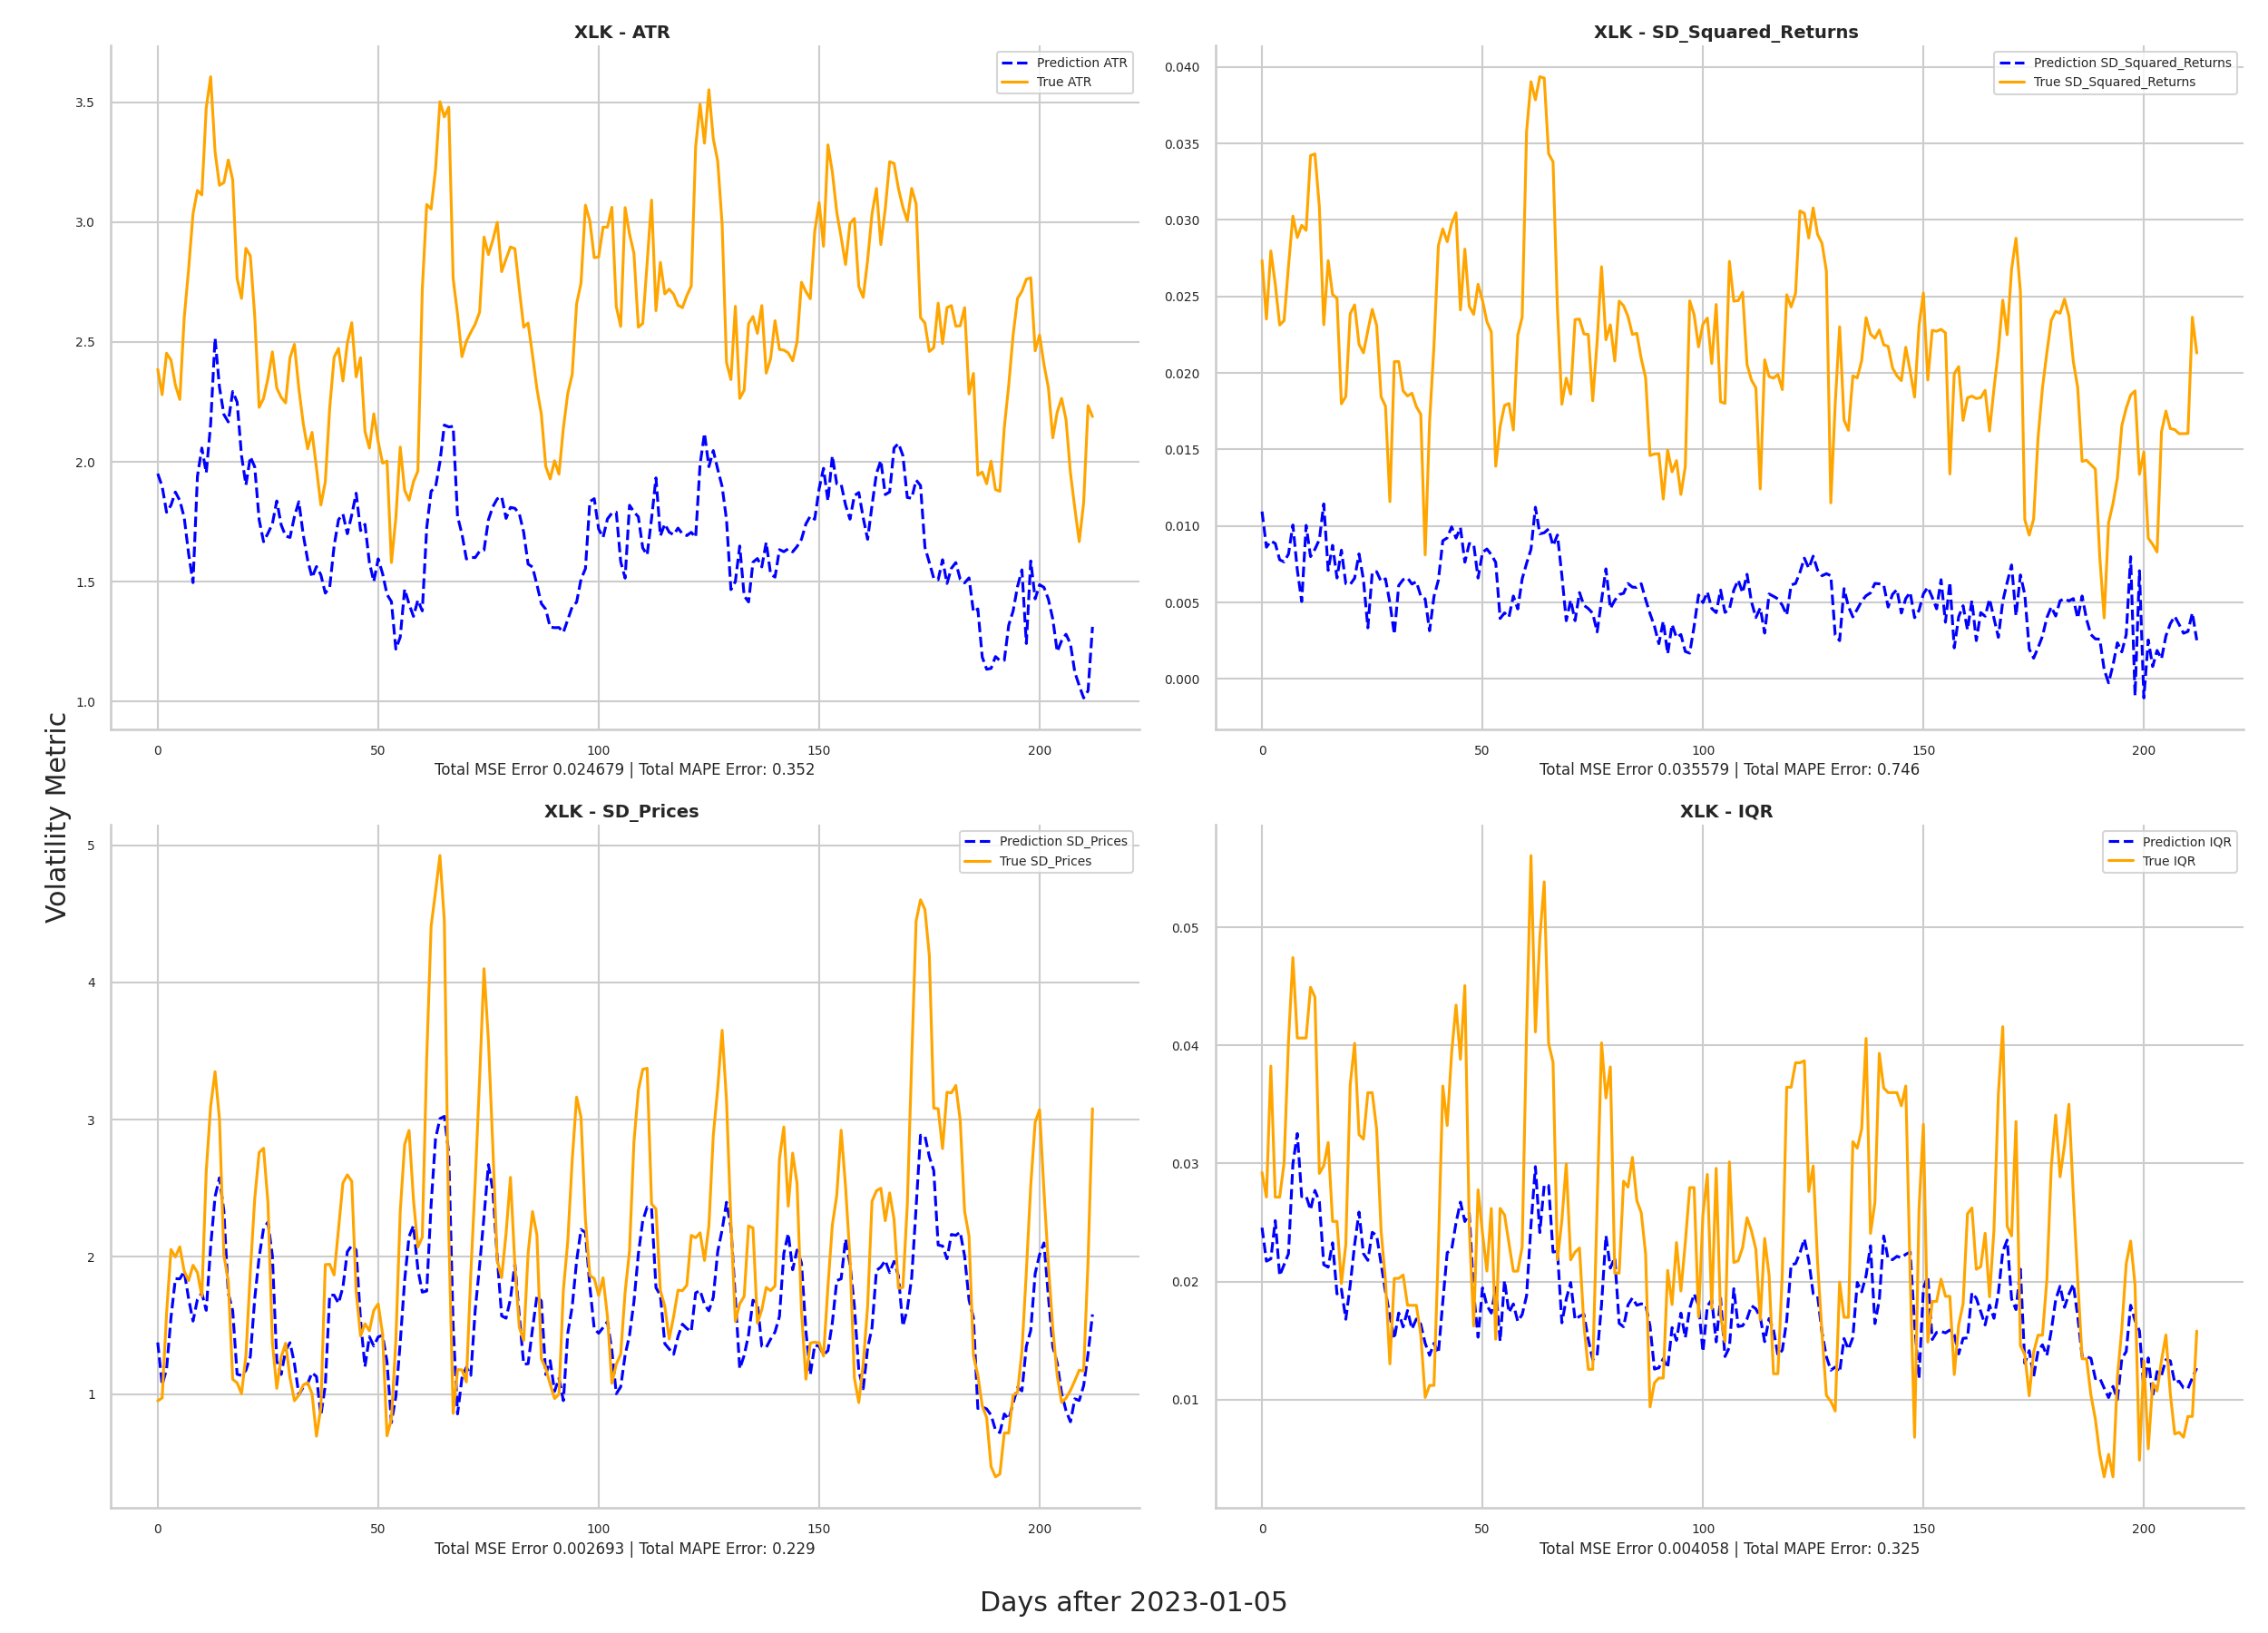 XLK - ATR
Prediction ATR
True ATR
3.5
3.0
2.5
2.0
1.5
1.0
0
50
100
150
200
Total MSE Error 0.024679 | Total MAPE Error: 0.352
XLK - SD_Squared_Returns
Prediction SD_Squared_Returns
True SD_Squared_Returns
0.040
0.035
0.030
0.025
0.020
0.015
0.010
0.005
0.000
0
50
100
150
200
Total MSE Error 0.035579 | Total MAPE Error: 0.746
Volatility Metric
XLK - SD_Prices
Prediction SD_Prices
True SD_Prices
5
4
3
2
1
0
50
100
150
200
Total MSE Error 0.002693 | Total MAPE Error: 0.229
XLK - IQR
Prediction IQR
True IQR
0.05
0.04
0.03
0.02
0.01
0
50
100
150
200
Total MSE Error 0.004058 | Total MAPE Error: 0.325
Days after 2023-01-05